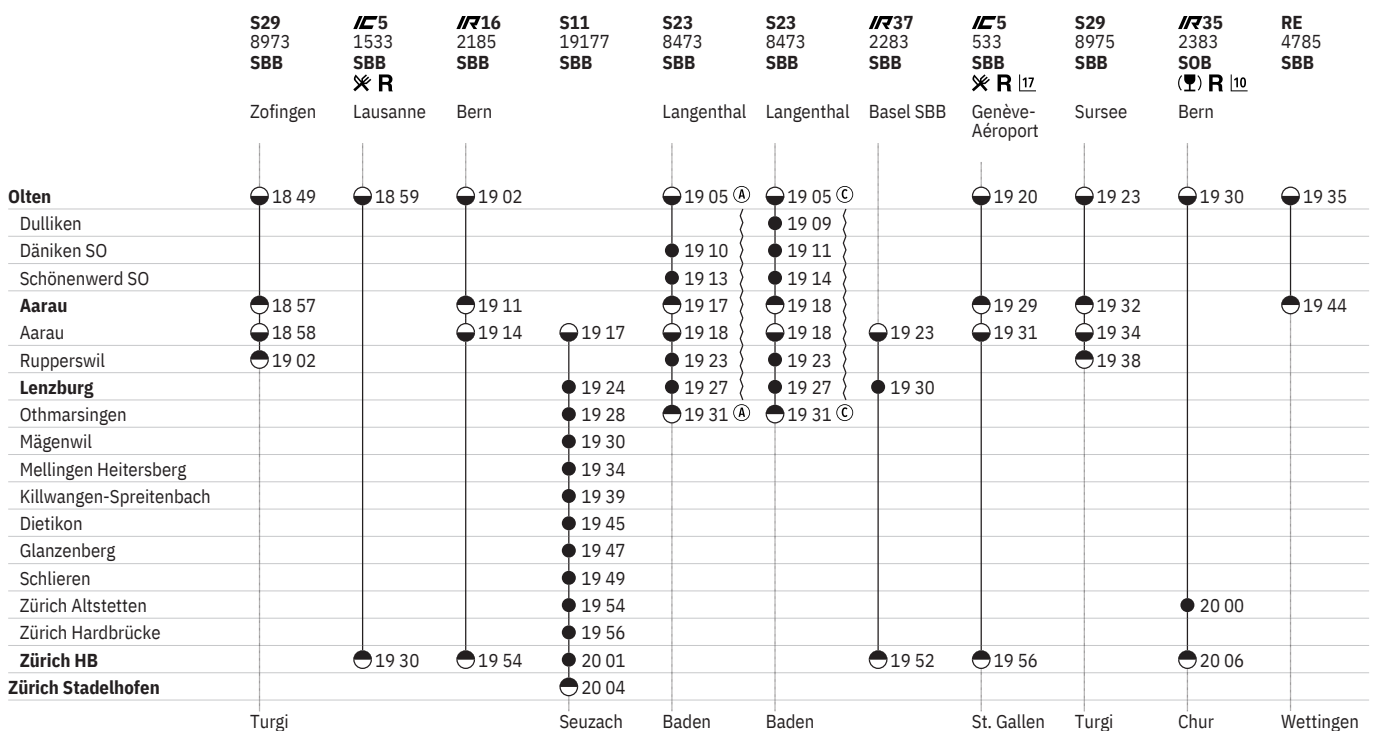 S29 IC5 IR16 S11 S23 S23 IR37 IC5 S29 IR35 RE
8973 1533 2185 19177 8473 8473 2283 533 8975 2383 4785
SBB SBB SBB SBB SBB SBB SBB SBB SBB SOB SBB
R R 17 R 10
Zofingen Lausanne Bern Langenthal Langenthal Basel SBB Genève- Sursee Bern
Aéroport
Olten 18 49 18 59 19 02 19 05 A 19 05 C 19 20 19 23 19 30 19 35
Dulliken 19 09
Däniken SO 19 10 19 11
Schönenwerd SO 19 13 19 14
Aarau 18 57 19 11 19 17 19 18 19 29 19 32 19 44
Aarau 18 58 19 14 19 17 19 18 19 18 19 23 19 31 19 34
Rupperswil 19 02 19 23 19 23 19 38
Lenzburg 19 24 19 27 19 27 19 30
Othmarsingen 19 28 19 31 A 19 31 C
Mägenwil 19 30
Mellingen Heitersberg 19 34
Killwangen-Spreitenbach 19 39
Dietikon 19 45
Glanzenberg 19 47
Schlieren 19 49
Zürich Altstetten 19 54 20 00
Zürich Hardbrücke 19 56
Zürich HB 19 30 19 54 20 01 19 52 19 56 20 06
Zürich Stadelhofen 20 04
Turgi Seuzach Baden Baden St. Gallen Turgi Chur Wettingen